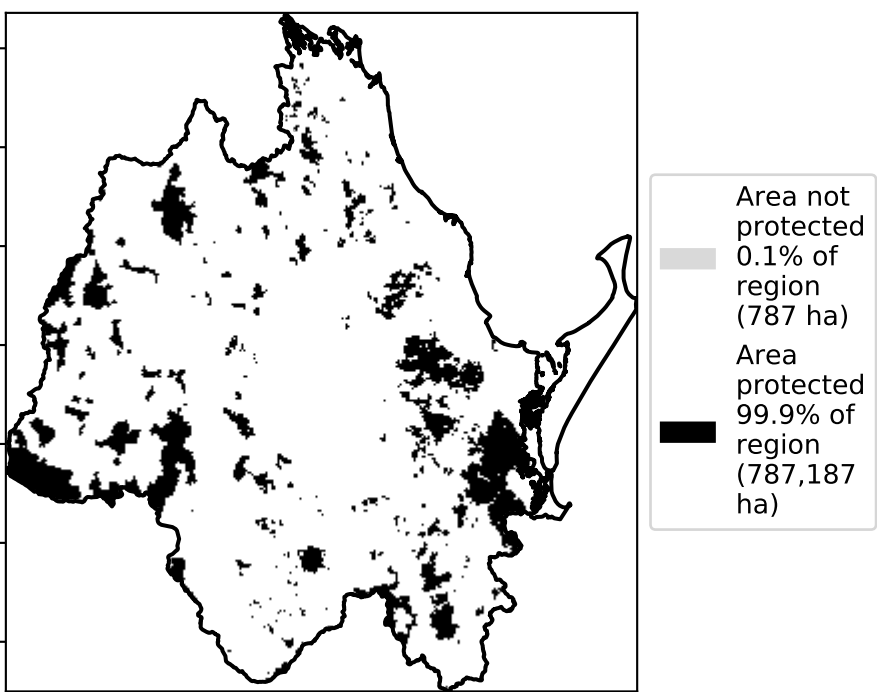 Area not
protected
0.1% of
region
(787 ha)
Area
protected
99.9% of
region
(787,187
ha)